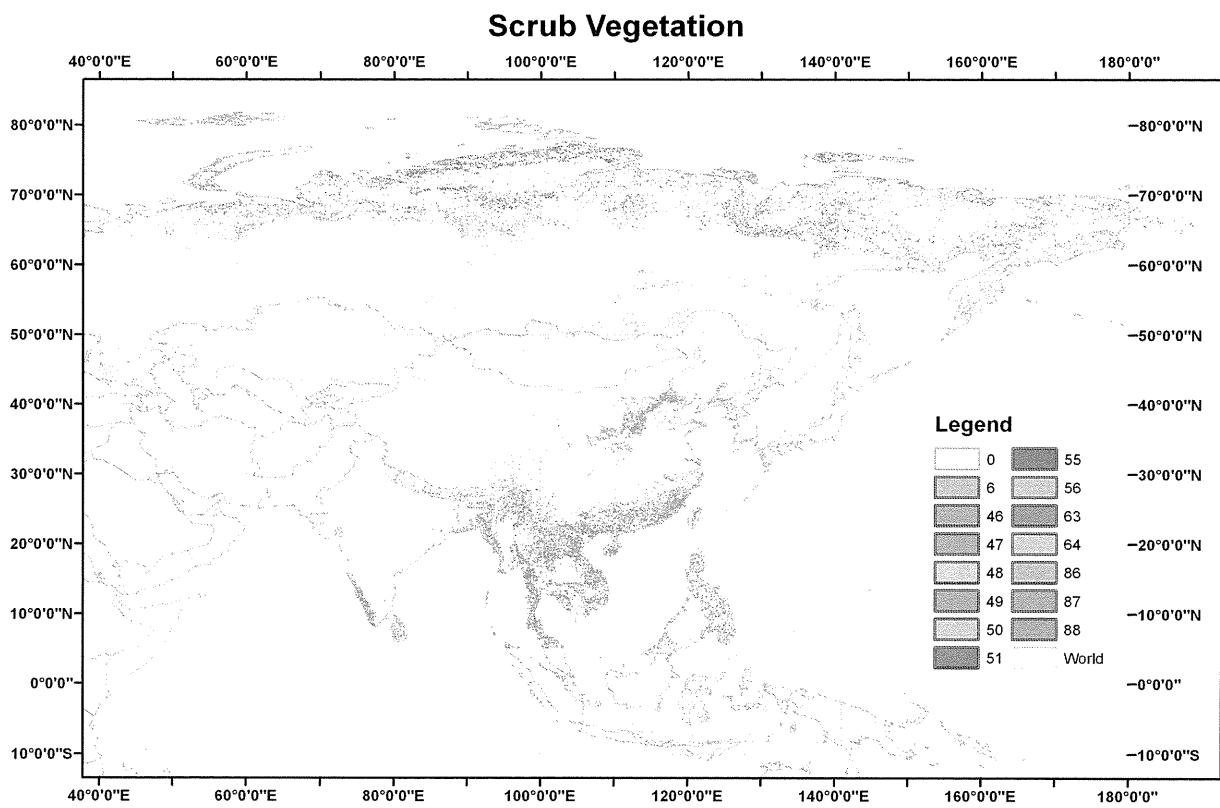 Scrub Vegetation
40°0'0"E 60°0'0"E 80°0'0"E 100°0'0"E 120°0'0"E 140°0'0"E 160°0'0"E 180°0'0"
80°0'0"N 80°0'0"N
70°0'0"N 70°0'0"N
60°0'0"N 60°0'0"N
50°0'0"N 50°0'0"N
40°0'0"N 40°0'0"N
Legend
0 55
30°0'0"N 30°0'0"N
6 56
46 63
20°0'0"N 20°0'0"N
47 64
48 86
49 87
10°0'0"N 10°0'0"N
50 88
51 World
0°0'0" 0°0'0"
10°0'0"S 10°0'0"S
40°0'0"E 60°0'0"E 80°0'0"E 100°0'0"E 120°0'0"E 140°0'0"E 160°0'0"E 180°0'0"